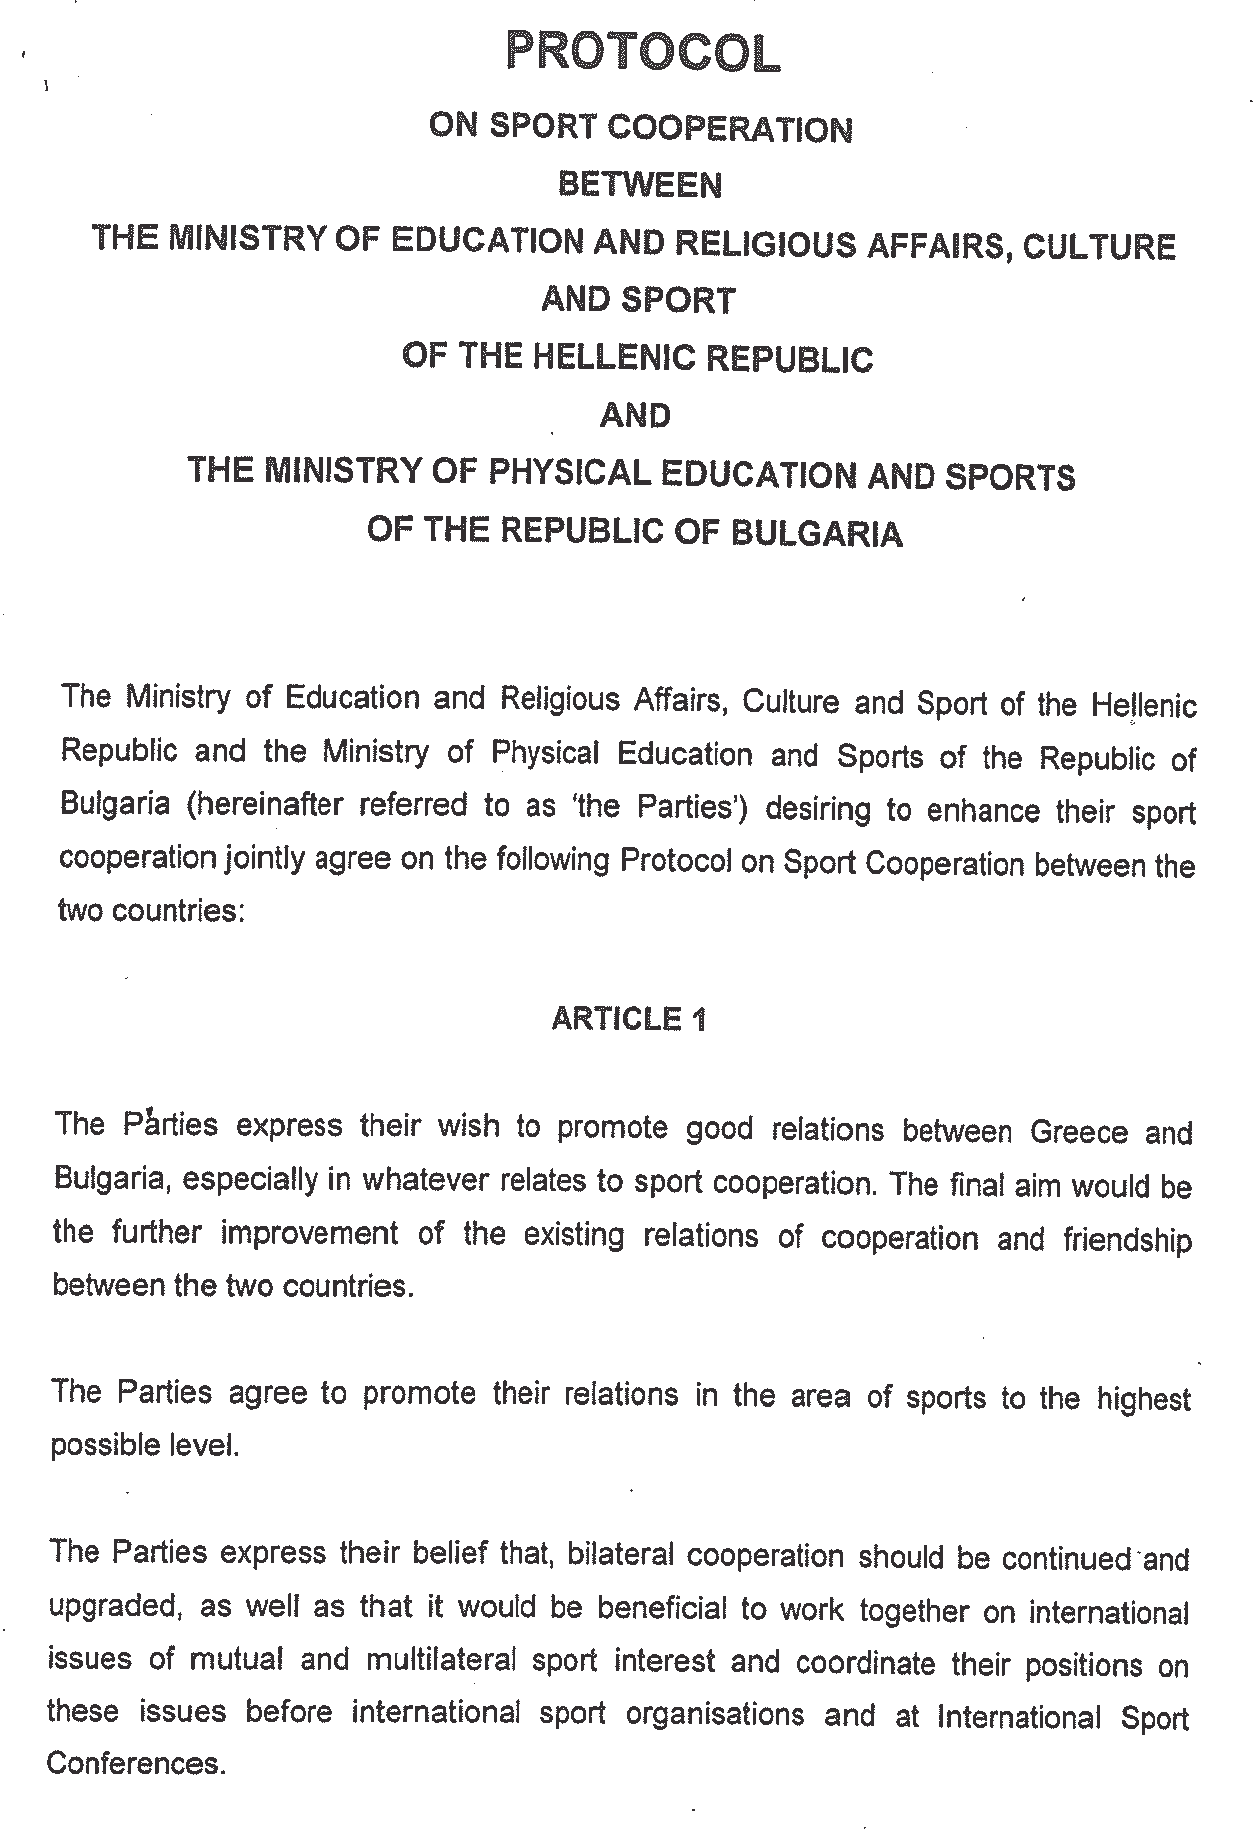 PROTOCOL
ON SPORT COOPERATION
BETWEEN
THE MINISTRY OF EDUCATION AND RELIGIOUS AFFAIRS, CULTURE
AND SPORT
OF THE HELLENIC REPUBLIC
AND
THE MINISTRY OF PHYSICAL EDUCATION AND SPORTS
OF THE REPUBLIC OF BULGARIA
The Ministry of Education and Religious Affairs, Culture and Sport of the Hellenic
Republic and the Ministry of Physical Education and Sports of the Republic of
Bulgaria (hereinafter referred to as 'the Parties') desiring to enhance their sport
cooperation jointly agree on the following Protocol on Sport Cooperation between the
two countries:
ARTICLE 1
The Parties express their wish to promote good relations between Greece and
Bulgaria, especially in whatever relates to sport cooperation. The final aim would be
the further improvement of the existing relations of cooperation and friendship
between the two countries.
The Parties agree to promote their relations in the area of sports to the highest
possible level.
The Parties express their belief that, bilateral cooperation should be continued and
upgraded, as well as that it would be beneficial to work together on international
issues of mutual and multilateral sport interest and coordinate their positions on
these issues before international sport organisations and at International Sport
Conferences.